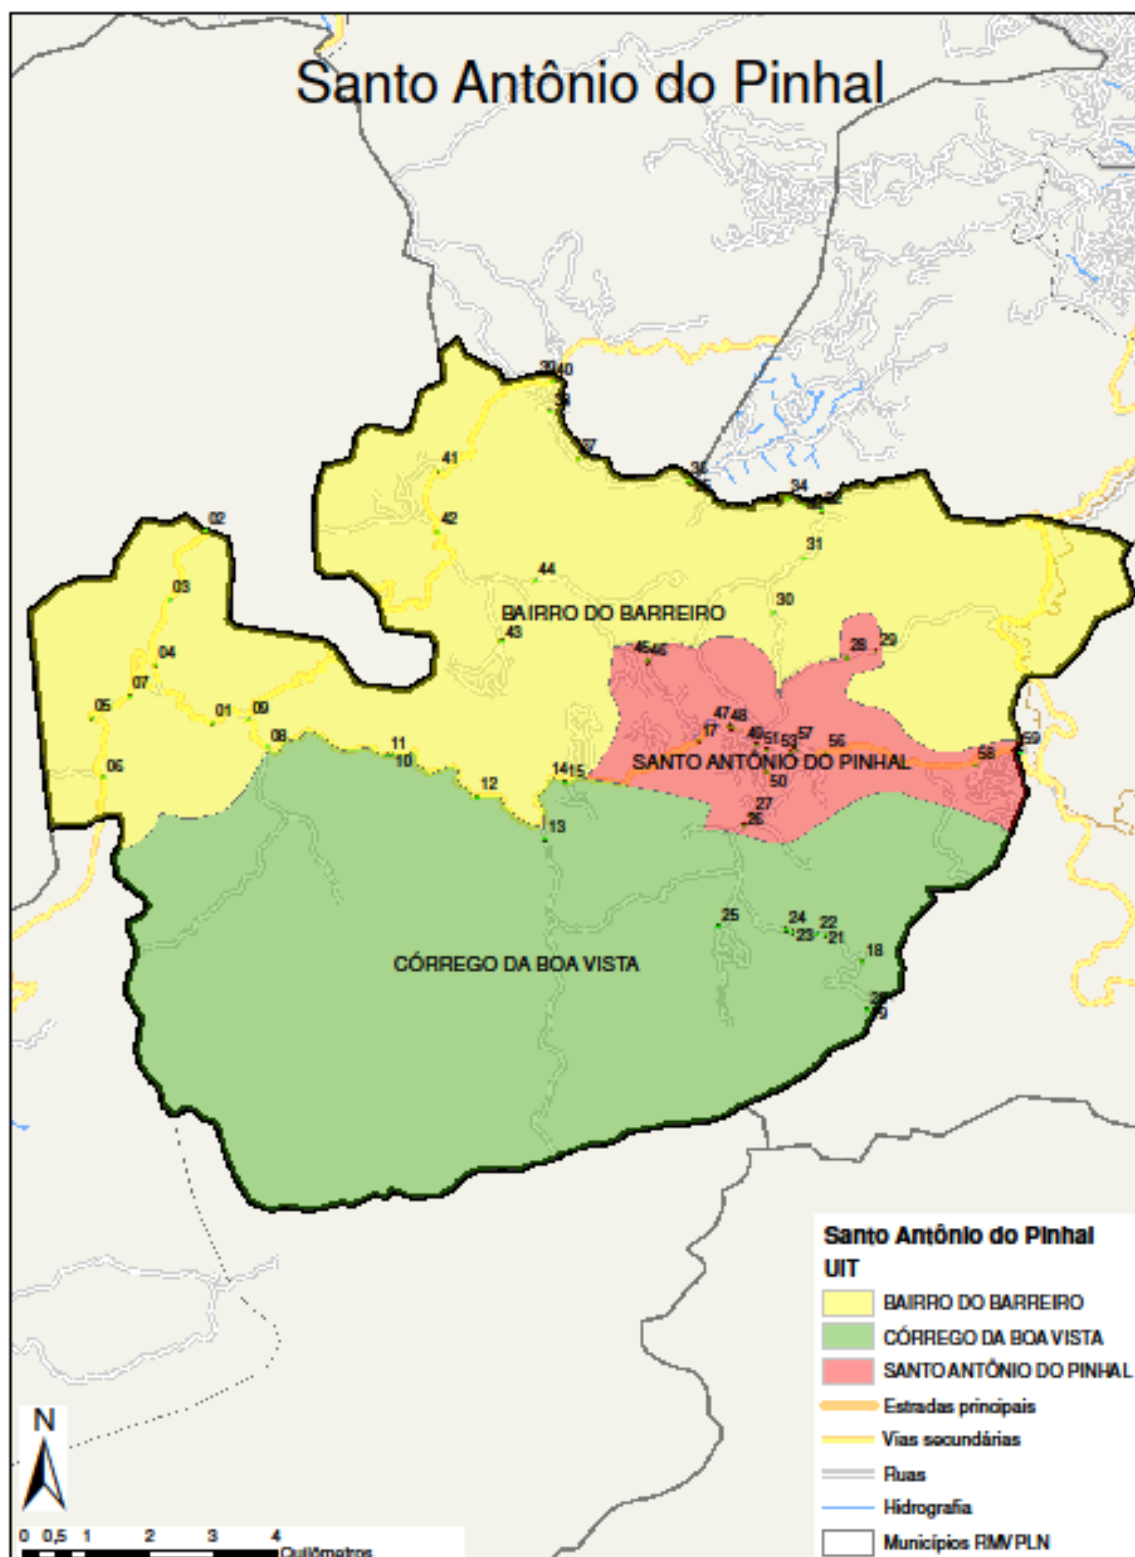 Santo Antônio do Pinhal
40
41
02
42
34
31
44
03
30
BAIRRO DO BARREIRO
43
28
29
45
46
04
07
05
01
09
47
48
17
49
51
53
57
56
08
11
10
59
58
SANTO ANTÔNIO DO PINHAL
06
14
15
50
12
27
26
13
25
24
23
22
21
18
CÓRREGO DA BOA VISTA
Santo Antônio do Pinhal
UIT
BAIRRO DO BARREIRO
CÓRREGO DA BOA VISTA
SANTO ANTÔNIO DO PINHAL
Estradas principais
Vias secundárias
Ruas
Hidrografia
Municípios RMVPLN
N
0 0,5 1 2 3 4
Quilômetros